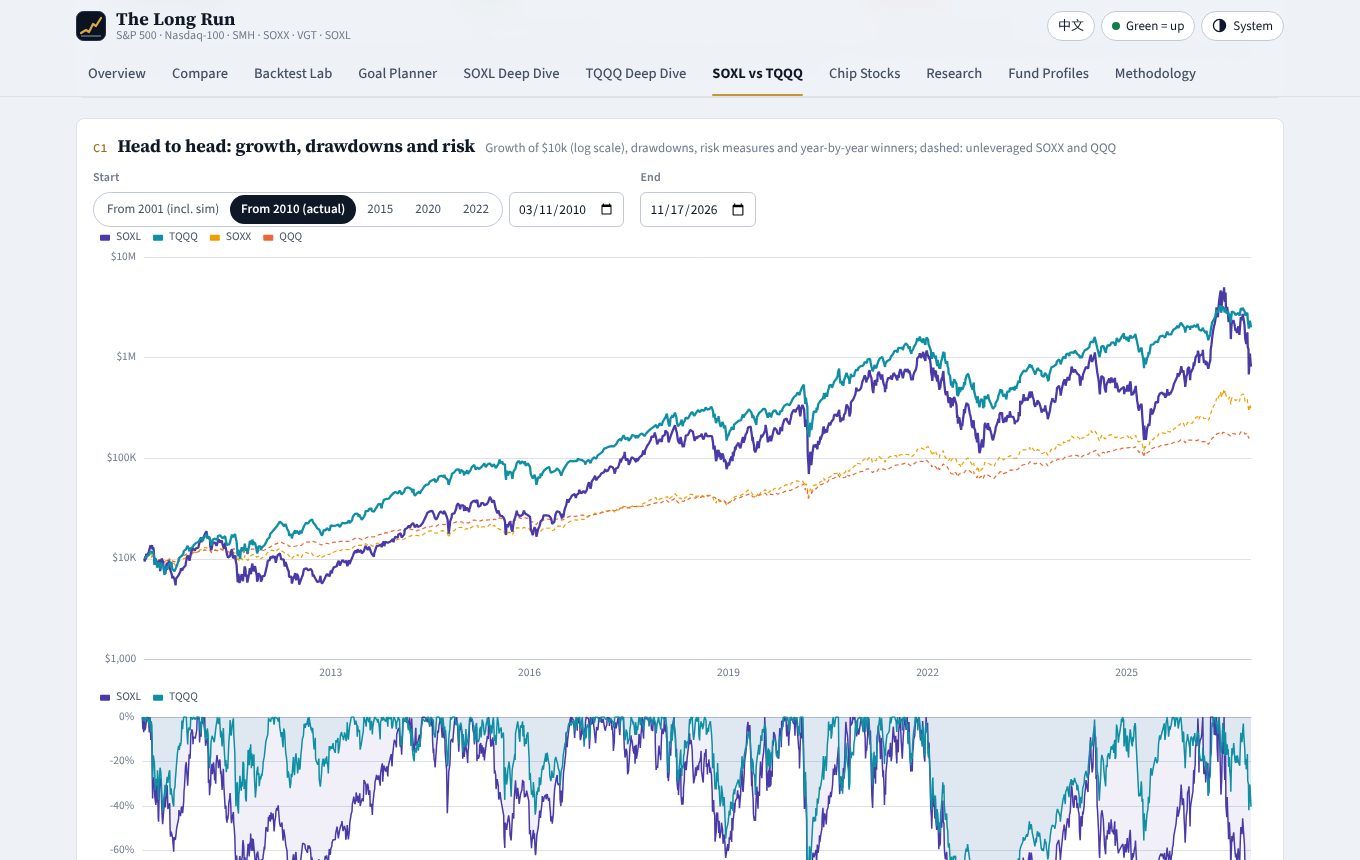 The Long Run
S&P 500 · Nasdaq-100 · SMH · SOXX · VGT · SOXL
中文
Green = up
System
Overview
Compare
Backtest Lab
Goal Planner
SOXL Deep Dive
TQQQ Deep Dive
SOXL vs TQQQ
Chip Stocks
Research
Fund Profiles
Methodology
C1 Head to head: growth, drawdowns and risk Growth of $10k (log scale), drawdowns, risk measures and year-by-year winners; dashed: unleveraged SOXX and QQQ
Start
End
From 2001 (incl. sim) From 2010 (actual) 2015 2020 2022 03/11/2010 11/17/2026
SOXL TQQQ SOXX QQQ
$10M
$1M
$100K
$10K
$1,000
2013 2016 2019 2022 2025
SOXL TQQQ
0%
-20%
-40%
-60%